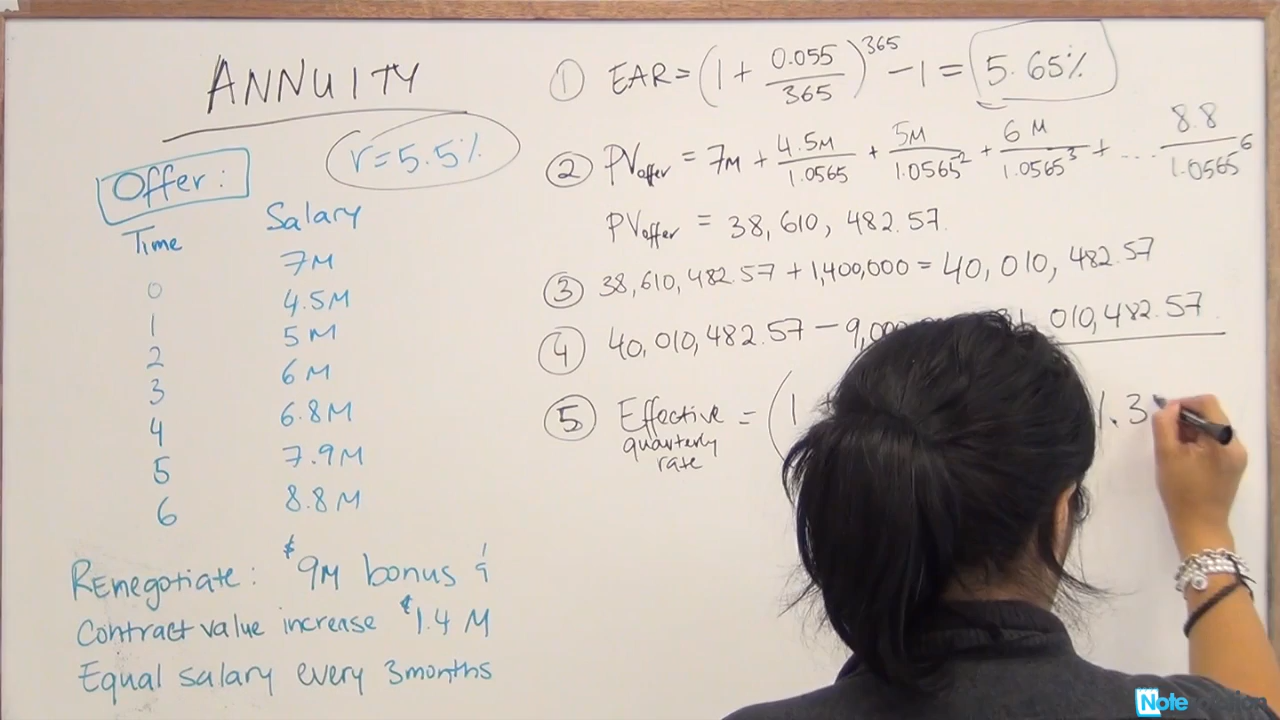 ANNUITY
r = 5.5%
Offer:
Time Salary
0 7M
1 4.5M
2 5M
3 6M
4 6.8M
5 7.9M
6 8.8M
Renegotiate: $9M bonus &
contract value increase $1.4 M
Equal salary every 3months
① EAR = (1 + 0.055/365)^365 − 1 = 5.65%
② PVoffer = 7M + 4.5M/1.0565 + 5M/1.0565^2 + 6M/1.0565^3 + .... 8.8/1.0565^6
PVoffer = 38,610,482.57.
③ 38,610,482.57 + 1,400,000 = 40,010,482.57
④ 40,010,482.57 − 9,00 010,482.57
⑤ Effective = (1 + 1.3
quarterly
rate
Note